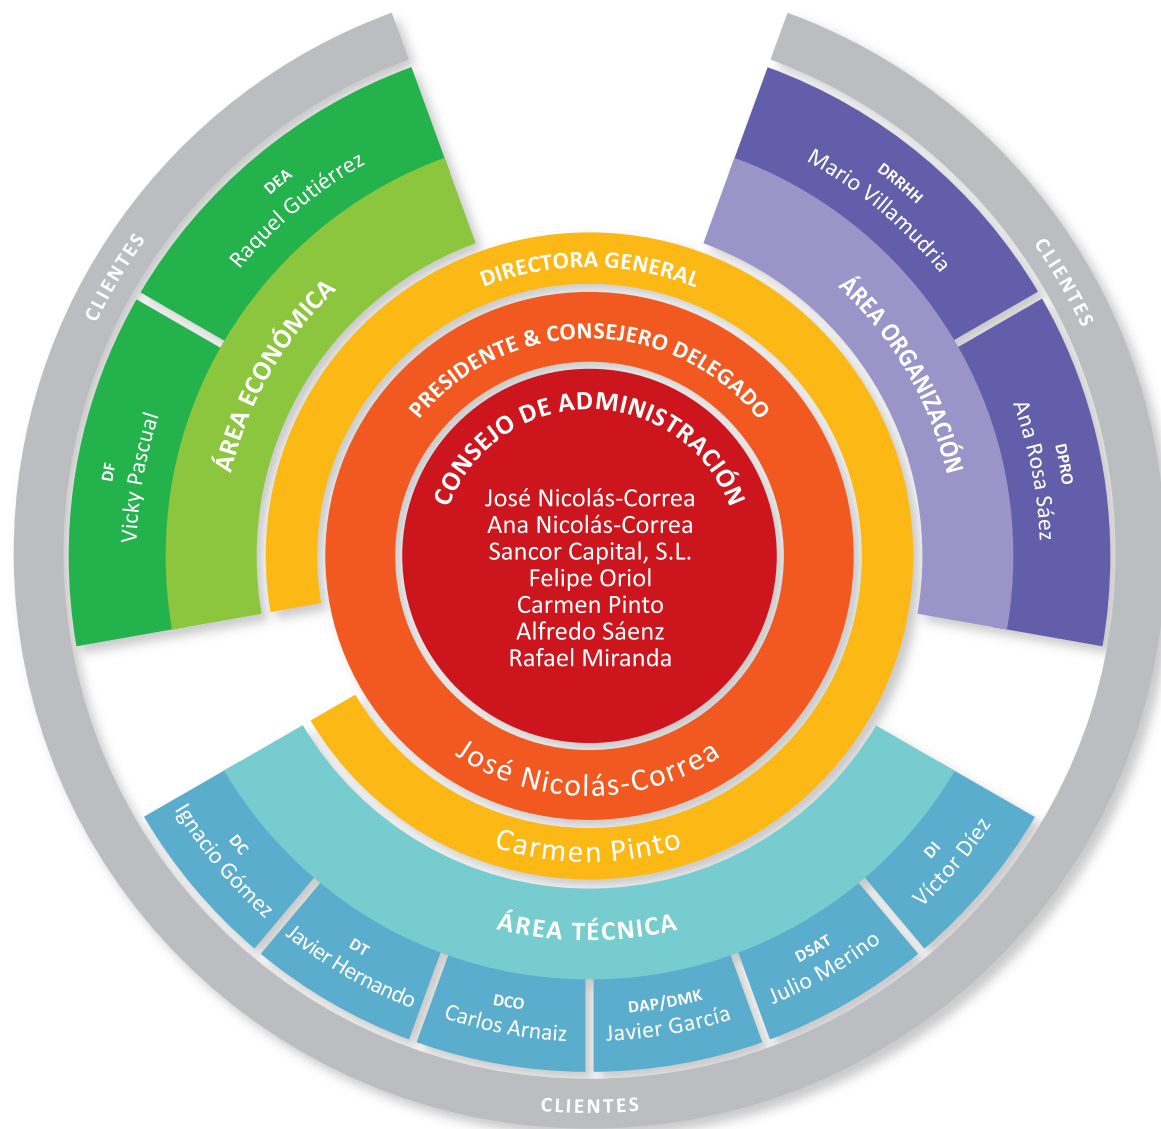 CLIENTES
DEA
Raquel Gutiérrez
DF
Vicky Pascual
ÁREA ECONÓMICA
DIRECTORA GENERAL
PRESIDENTE & CONSEJERO DELEGADO
CONSEJO DE ADMINISTRACIÓN
José Nicolás-Correa
Ana Nicolás-Correa
Sancor Capital, S.L.
Felipe Oriol
Carmen Pinto
Alfredo Sáenz
Rafael Miranda
José Nicolás-Correa
Carmen Pinto
CLIENTES
DRRHH
Mario Villamudria
DPRO
Ana Rosa Sáez
ÁREA ORGANIZACIÓN
ÁREA TÉCNICA
DC
Ignacio Gómez
DT
Javier Hernando
DCO
Carlos Arnaiz
DAP/DMK
Javier García
DSAT
Julio Merino
DI
Víctor Díez
CLIENTES